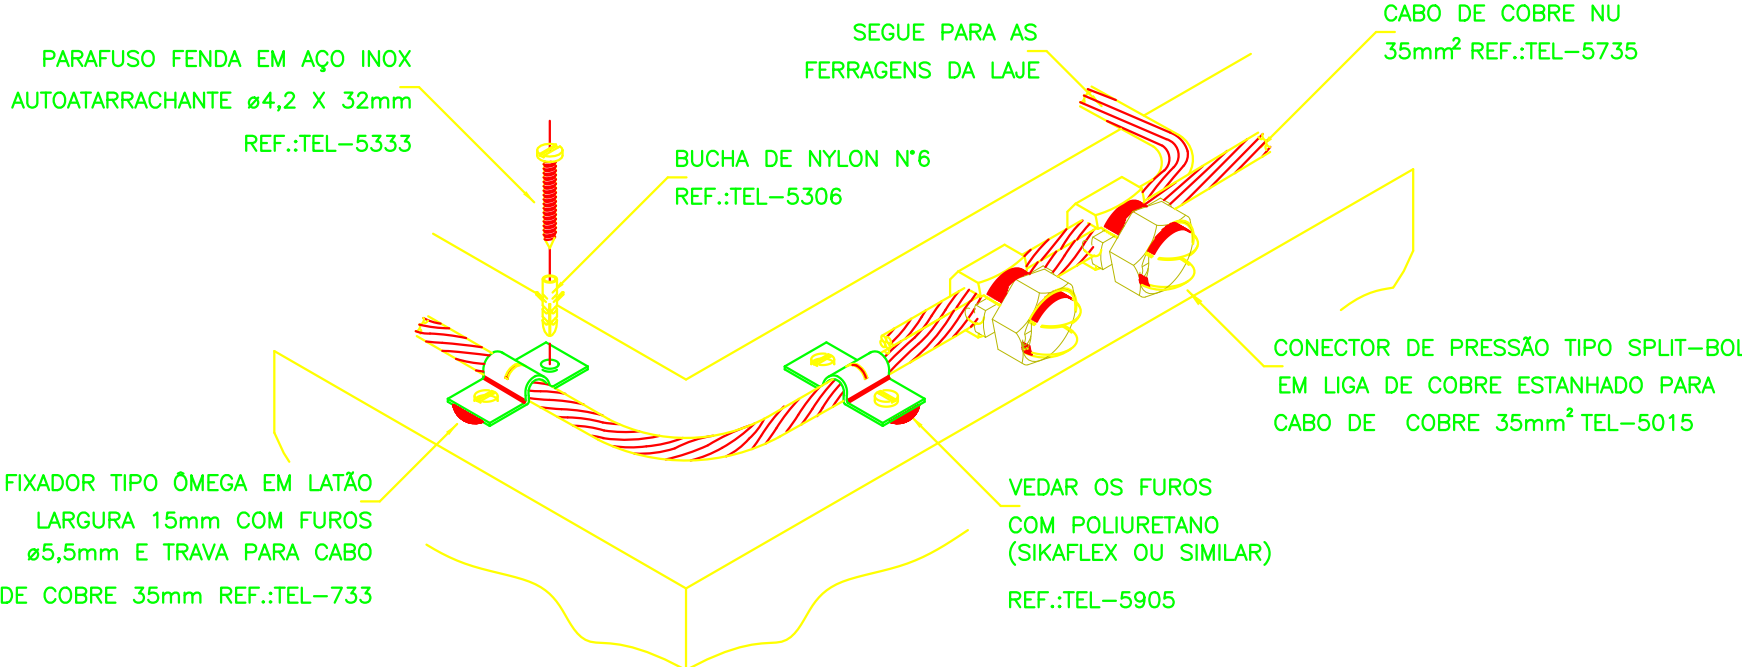 PARAFUSO FENDA EM AÇO INOX
AUTOATARRACHANTE ø4,2 X 32mm
REF.:TEL-5333
BUCHA DE NYLON N°6
REF.:TEL-5306
SEGUE PARA AS
FERRAGENS DA LAJE
CABO DE COBRE NU
35mm² REF.:TEL-5735
CONECTOR DE PRESSÃO TIPO SPLIT-BOL
EM LIGA DE COBRE ESTANHADO PARA
CABO DE COBRE 35mm² TEL-5015
FIXADOR TIPO ÔMEGA EM LATÃO
LARGURA 15mm COM FUROS
ø5,5mm E TRAVA PARA CABO
DE COBRE 35mm REF.:TEL-733
VEDAR OS FUROS
COM POLIURETANO
(SIKAFLEX OU SIMILAR)
REF.:TEL-5905